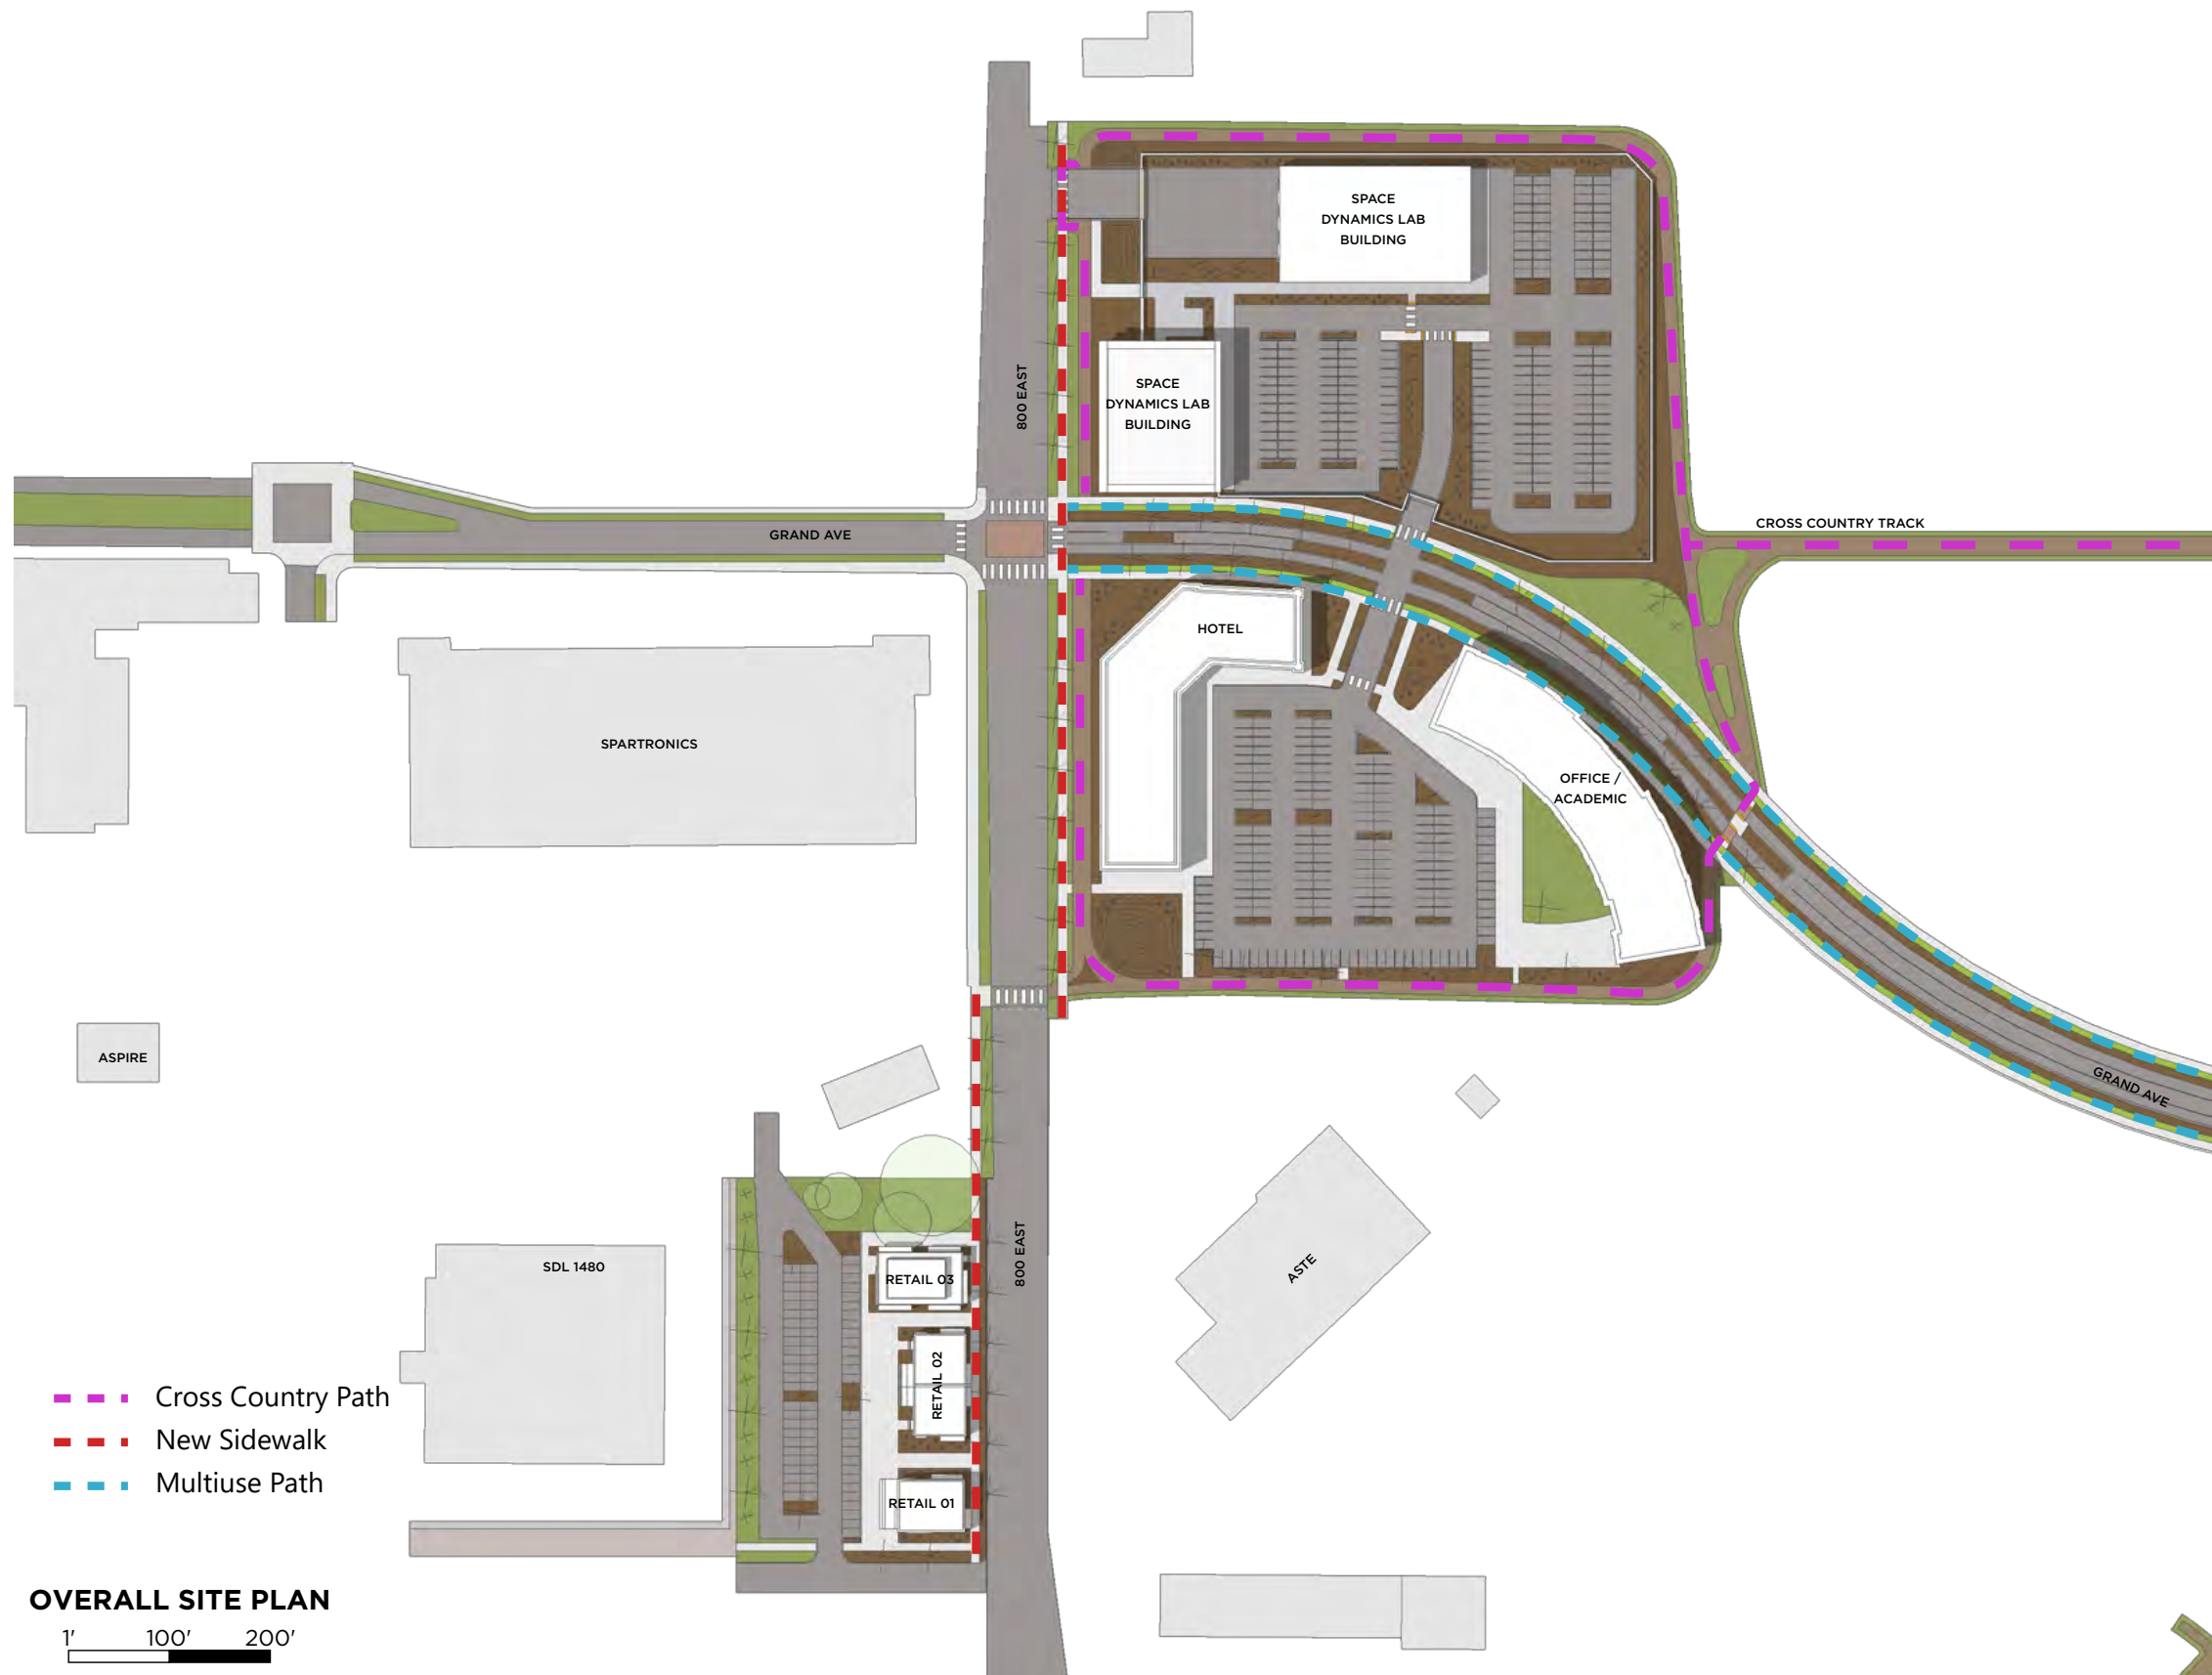 SPACE
DYNAMICS LAB
BUILDING
800 EAST
SPACE
DYNAMICS LAB
BUILDING
CROSS COUNTRY TRACK
GRAND AVE
HOTEL
SPARTRONICS
OFFICE /
ACADEMIC
ASPIRE
GRAND AVE
800 EAST
ASTE
SDL 1480
RETAIL 03
RETAIL 02
RETAIL 01
Cross Country Path
New Sidewalk
Multiuse Path
OVERALL SITE PLAN
1' 100' 200'